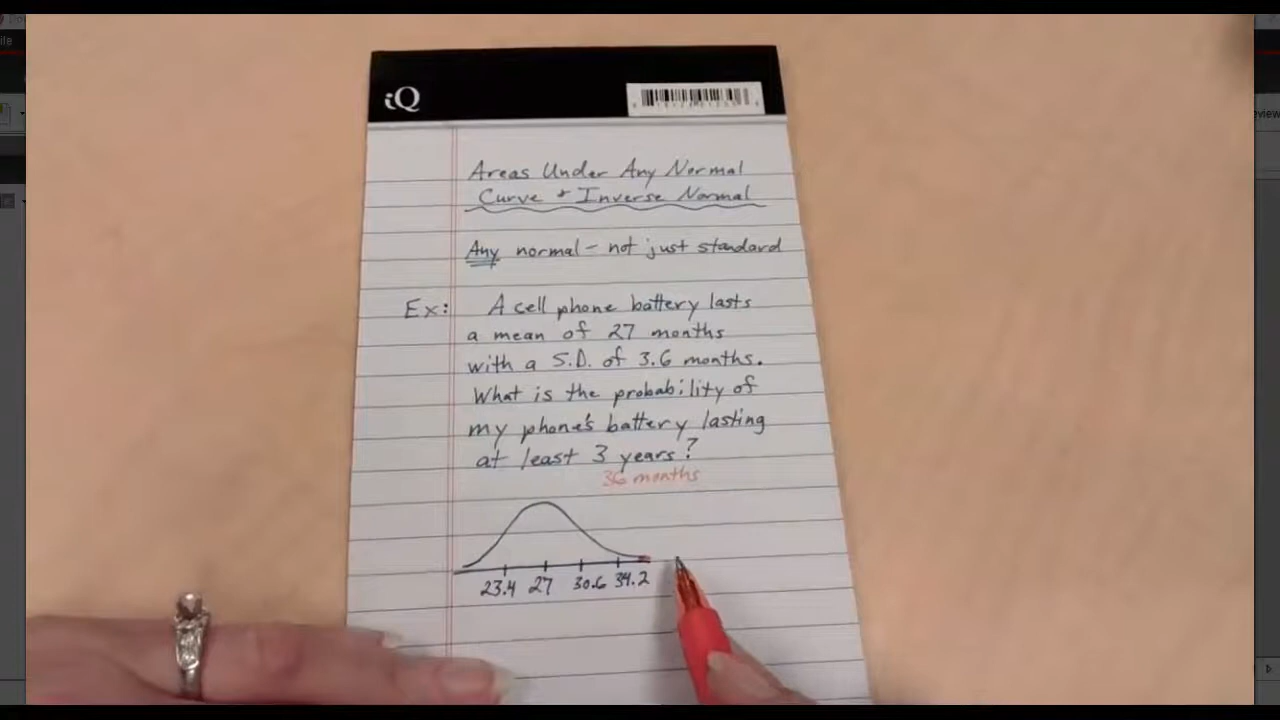 iQ
Areas Under Any Normal
Curve + Inverse Normal
Any normal - not just standard
Ex: A cell phone battery lasts
a mean of 27 months
with a S.D. of 3.6 months.
What is the probability of
my phone's battery lasting
at least 3 years?
36 months
23.4 27 30.6 34.2